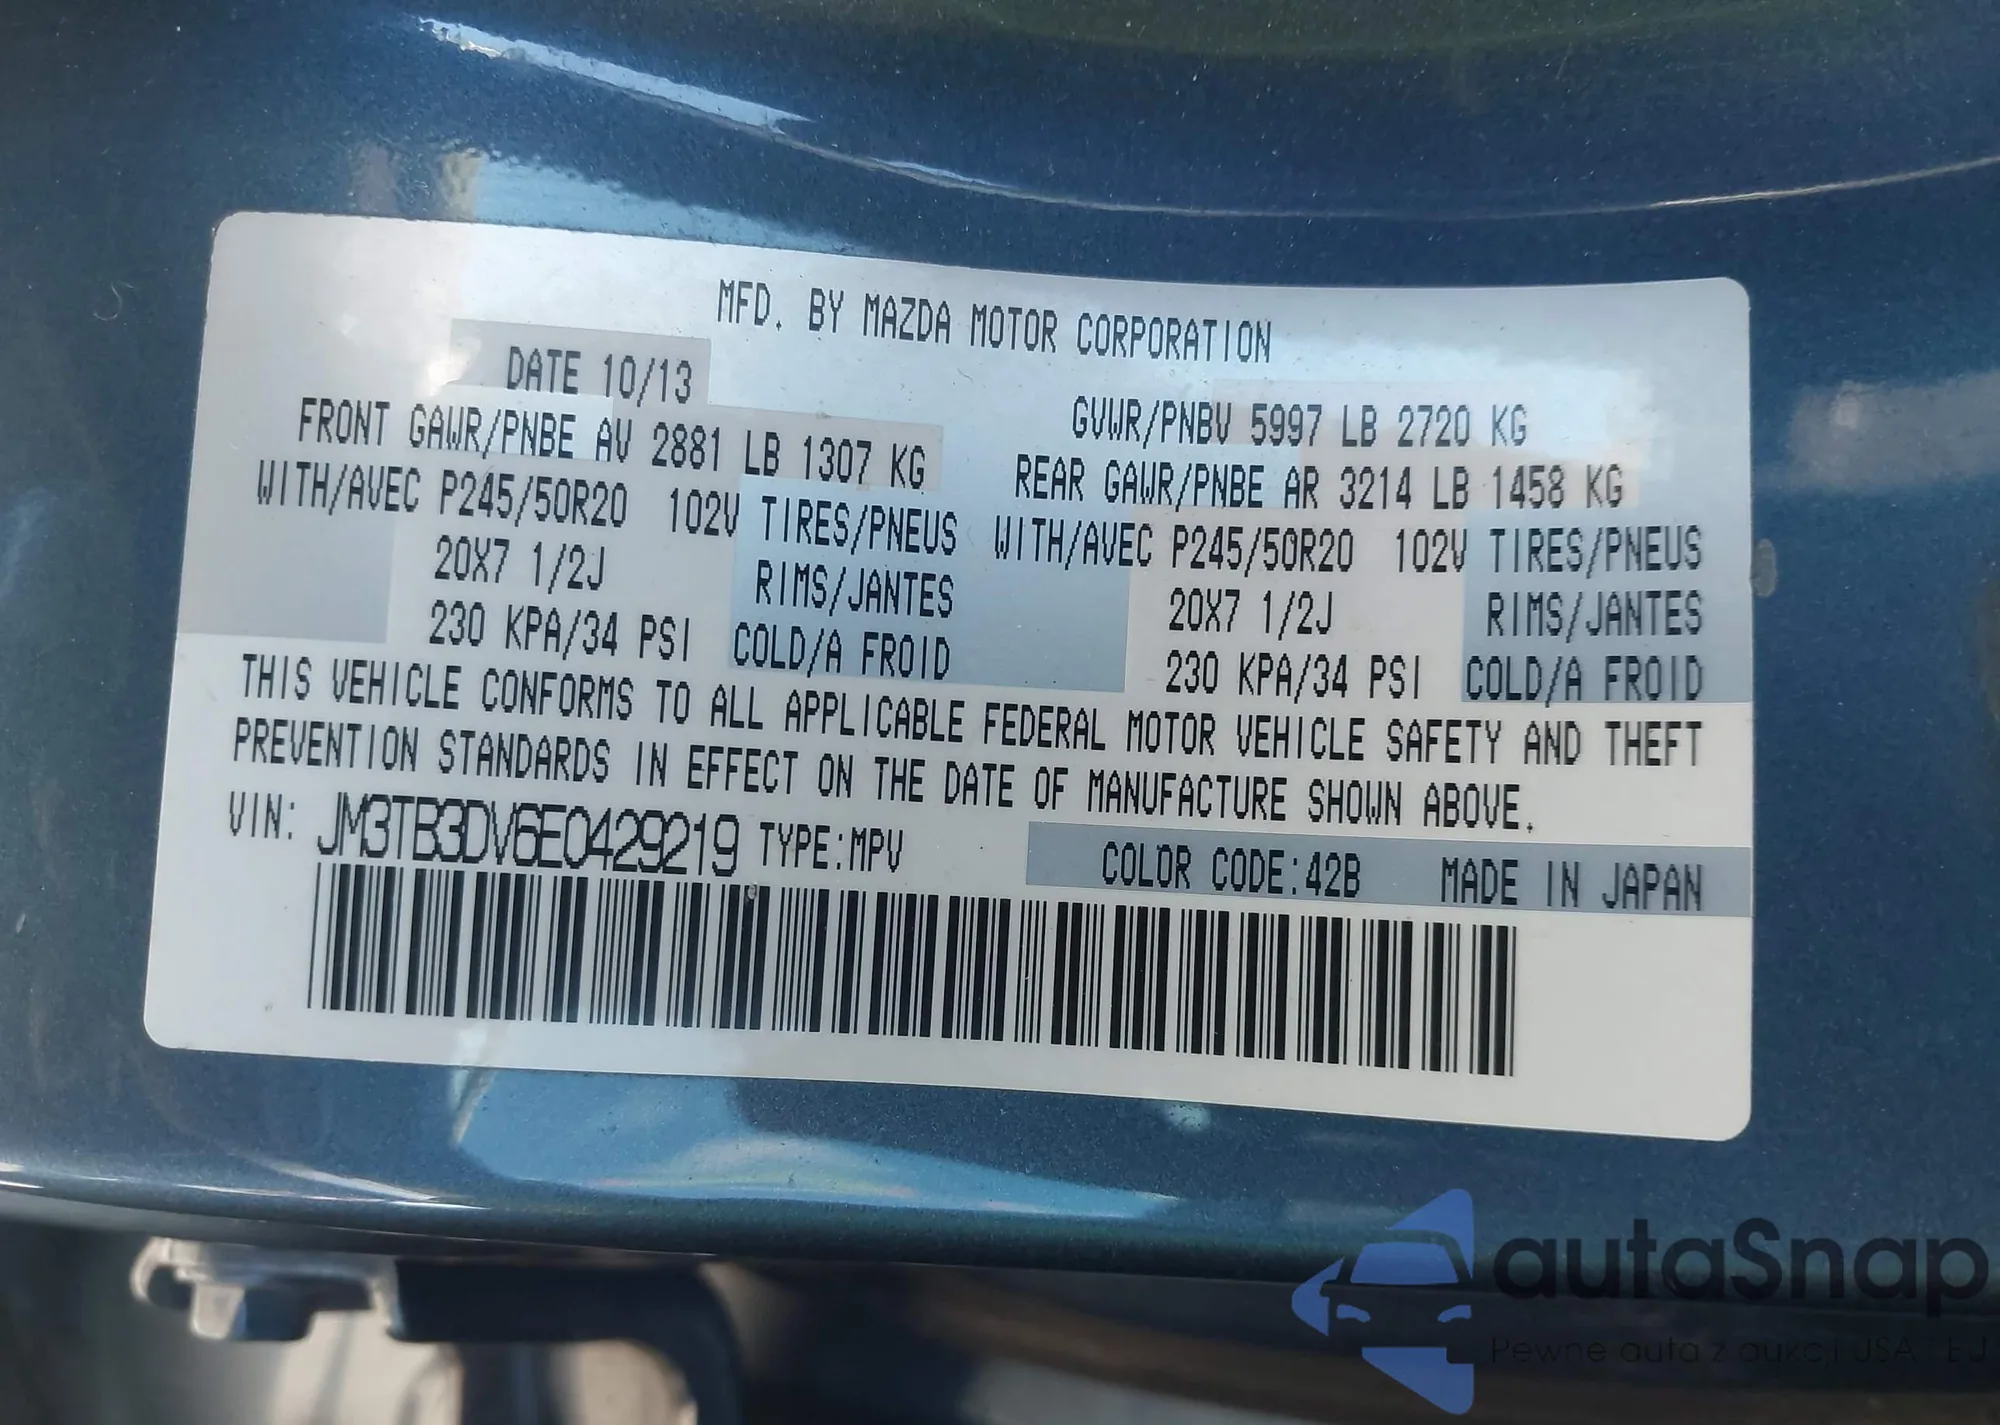 MFD. BY MAZDA MOTOR CORPORATION
DATE 10/13
GVWR/PNBV 5997 LB 2720 KG
FRONT GAWR/PNBE AV 2881 LB 1307 KG
REAR GAWR/PNBE AR 3214 LB 1458 KG
WITH/AVEC P245/50R20 102V TIRES/PNEUS
WITH/AVEC P245/50R20 102V TIRES/PNEUS
20X7 1/2J RIMS/JANTES
20X7 1/2J RIMS/JANTES
230 KPA/34 PSI COLD/A FROID
230 KPA/34 PSI COLD/A FROID
THIS VEHICLE CONFORMS TO ALL APPLICABLE FEDERAL MOTOR VEHICLE SAFETY AND THEFT
PREVENTION STANDARDS IN EFFECT ON THE DATE OF MANUFACTURE SHOWN ABOVE.
VIN: JM3TB3DV6E0429219 TYPE:MPV COLOR CODE:42B MADE IN JAPAN
autaSnap
Pewne auta z aukcji USA i EJ